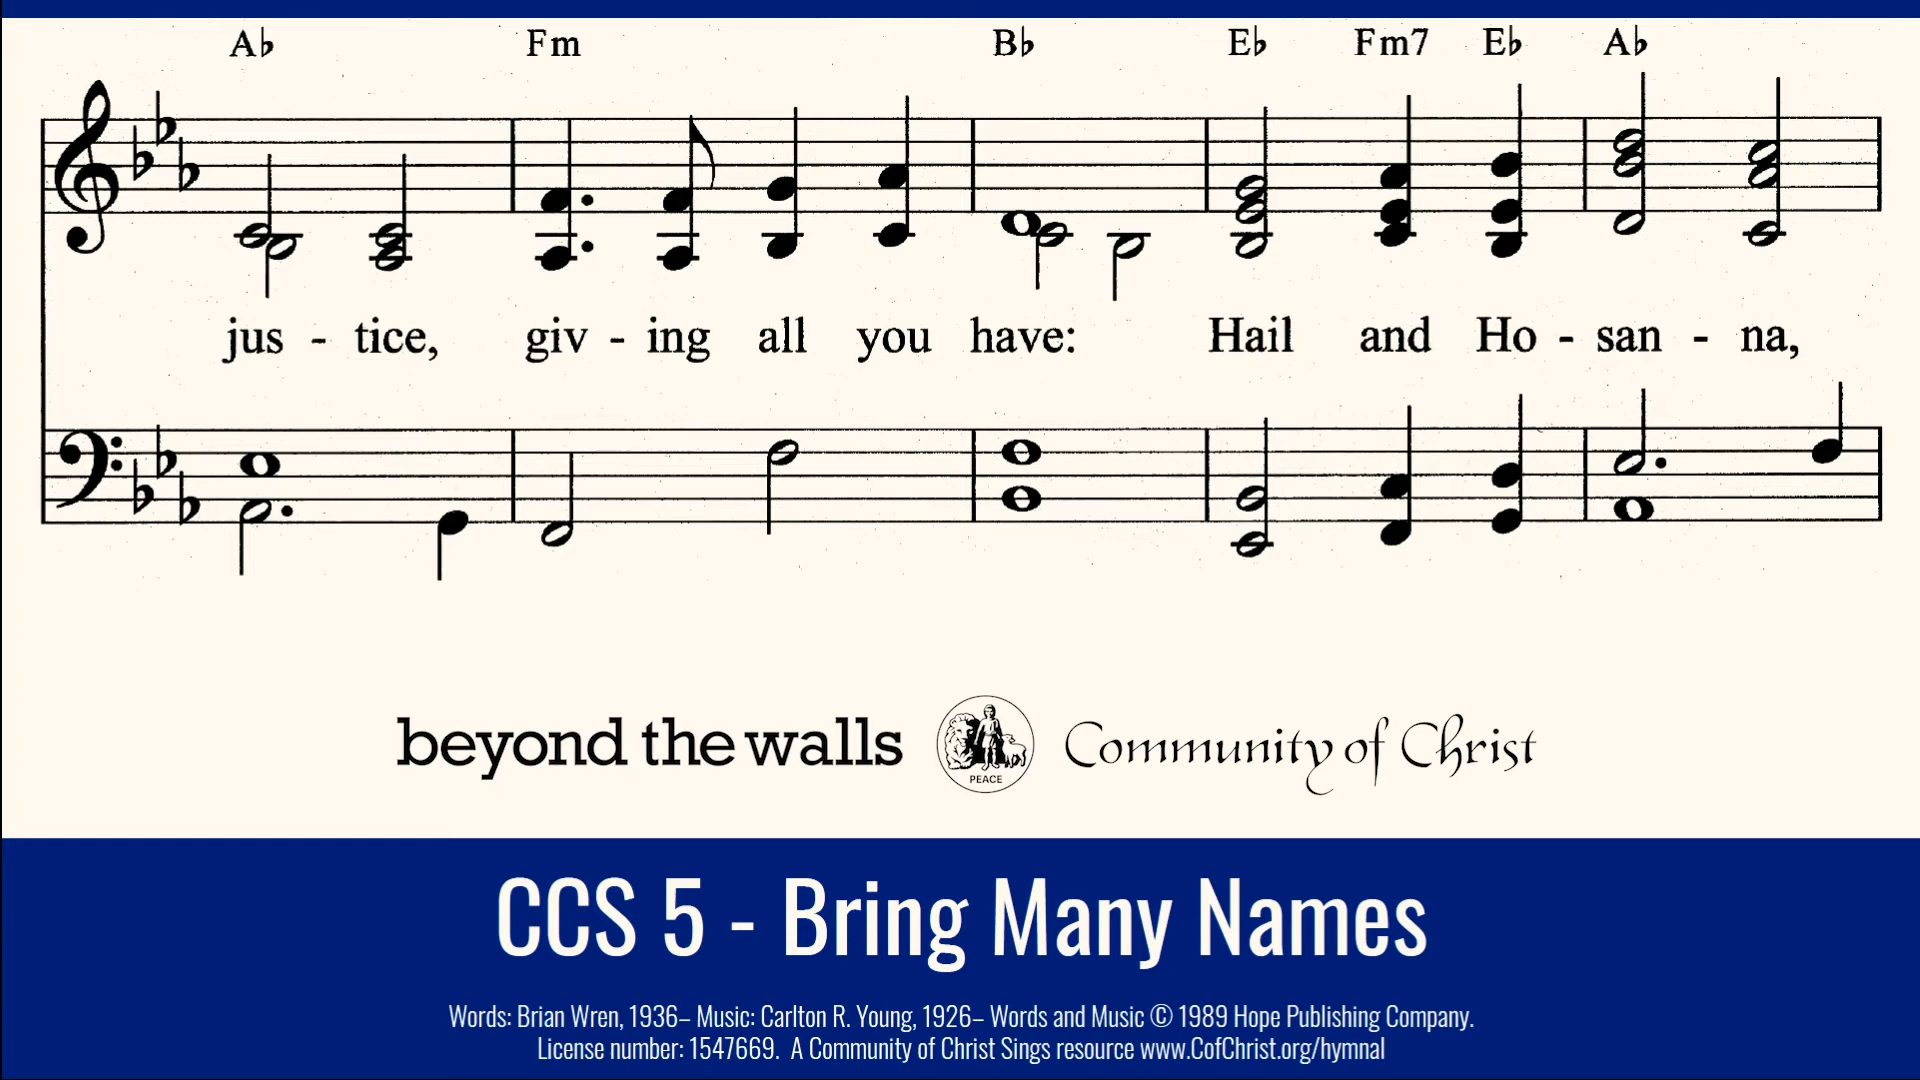 A♭ Fm B♭ E♭ Fm7 E♭ A♭
jus - tice, giv - ing all you have: Hail and Ho - san - na,
beyond the walls PEACE Community of Christ
CCS 5 - Bring Many Names
Words: Brian Wren, 1936– Music: Carlton R. Young, 1926– Words and Music © 1989 Hope Publishing Company.
License number: 1547669. A Community of Christ Sings resource www.CofChrist.org/hymnal